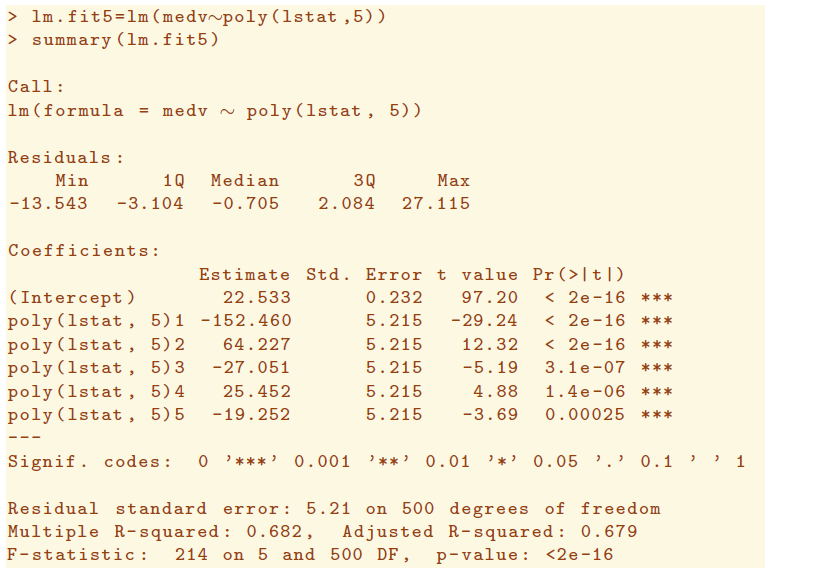 > lm.fit5=lm(medv∼poly(lstat ,5))
> summary(lm.fit5)

Call:
lm(formula = medv ∼ poly(lstat , 5))

Residuals:
    Min      1Q  Median      3Q     Max
-13.543  -3.104  -0.705   2.084  27.115

Coefficients:
                Estimate Std. Error t value Pr(>|t|)
(Intercept)       22.533      0.232   97.20  < 2e-16 ***
poly(lstat , 5)1 -152.460      5.215  -29.24  < 2e-16 ***
poly(lstat , 5)2   64.227      5.215   12.32  < 2e-16 ***
poly(lstat , 5)3  -27.051      5.215   -5.19  3.1e-07 ***
poly(lstat , 5)4   25.452      5.215    4.88  1.4e-06 ***
poly(lstat , 5)5  -19.252      5.215   -3.69  0.00025 ***
---
Signif. codes:  0 ’***’ 0.001 ’**’ 0.01 ’*’ 0.05 ’.’ 0.1 ’ ’ 1

Residual standard error: 5.21 on 500 degrees of freedom
Multiple R-squared: 0.682,  Adjusted R-squared: 0.679
F-statistic:  214 on 5 and 500 DF,  p-value: <2e-16